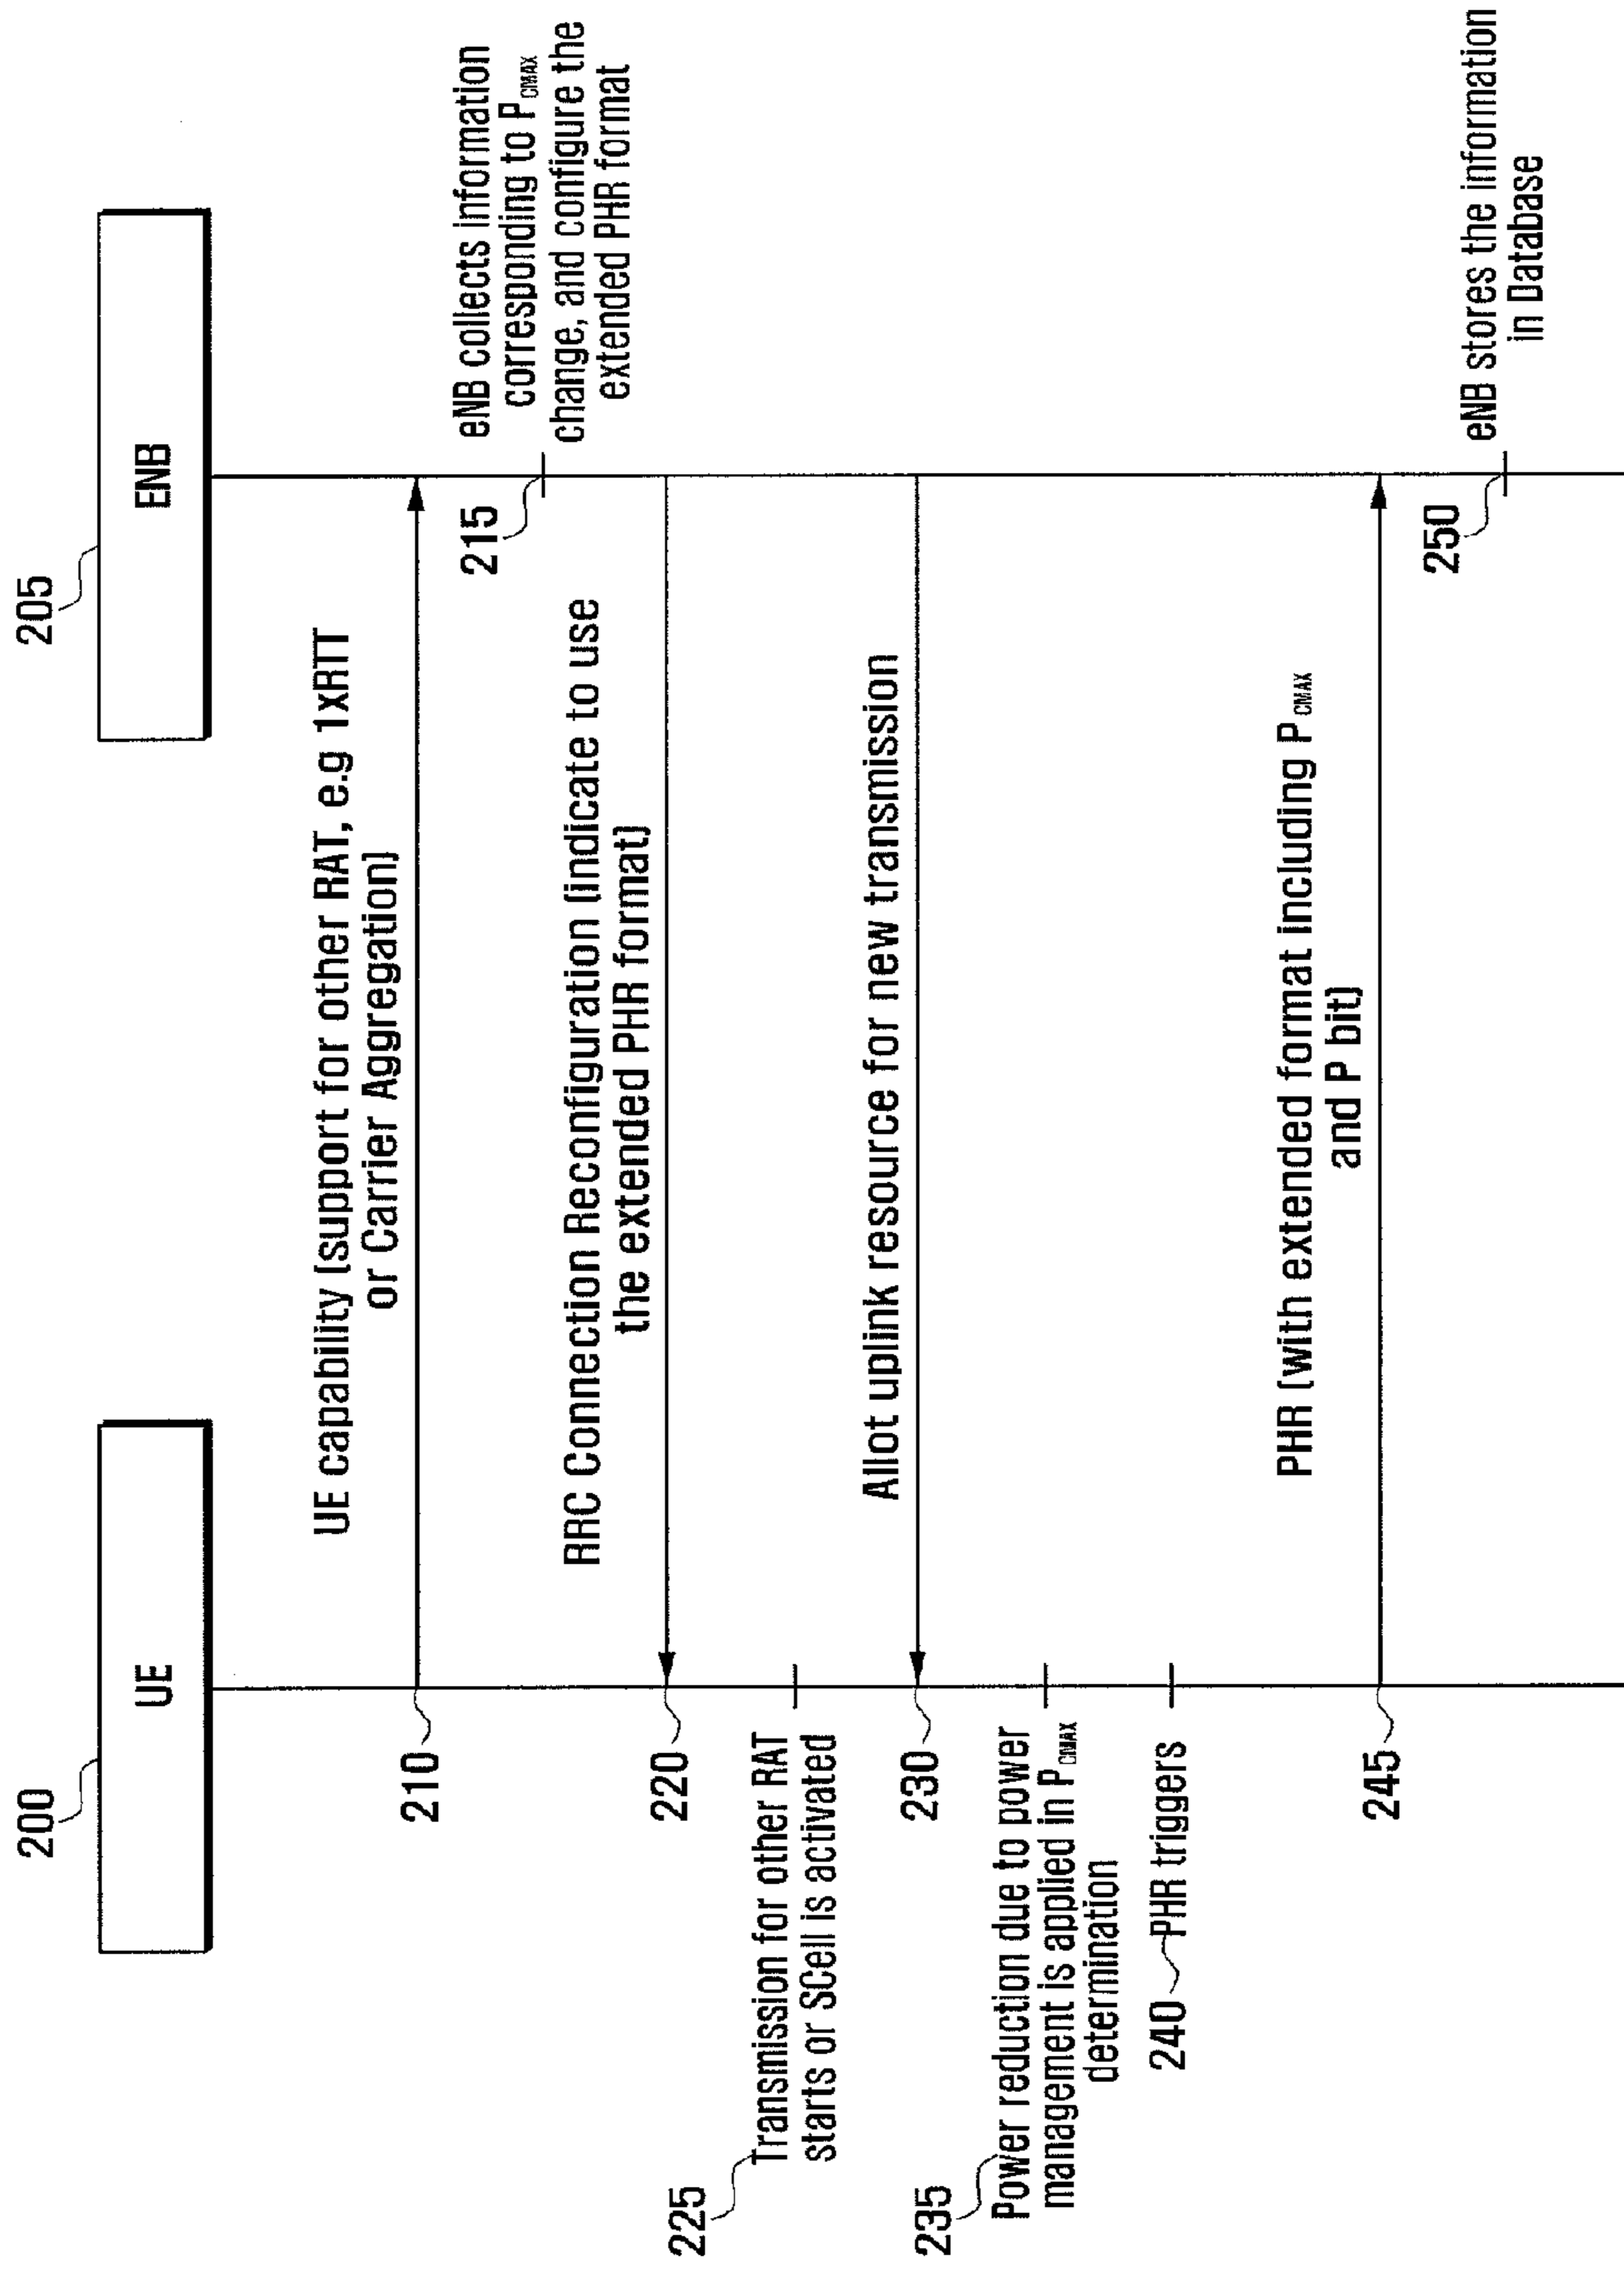 200
UE
205
ENB
210
UE capability (support for other RAT, e.g 1xRTT
or Carrier Aggregation)
215
eNB collects information
corresponding to PCMAX
change, and configure the
extended PHR format
220
RRC Connection Reconfiguration (indicate to use
the extended PHR format)
225
Transmission for other RAT
starts or SCell is activated
230
Allot uplink resource for new transmission
235
Power reduction due to power
management is applied in PCMAX
determination
240
PHR triggers
245
PHR (with extended format including PCMAX
and P bit)
250
eNB stores the information
in Database